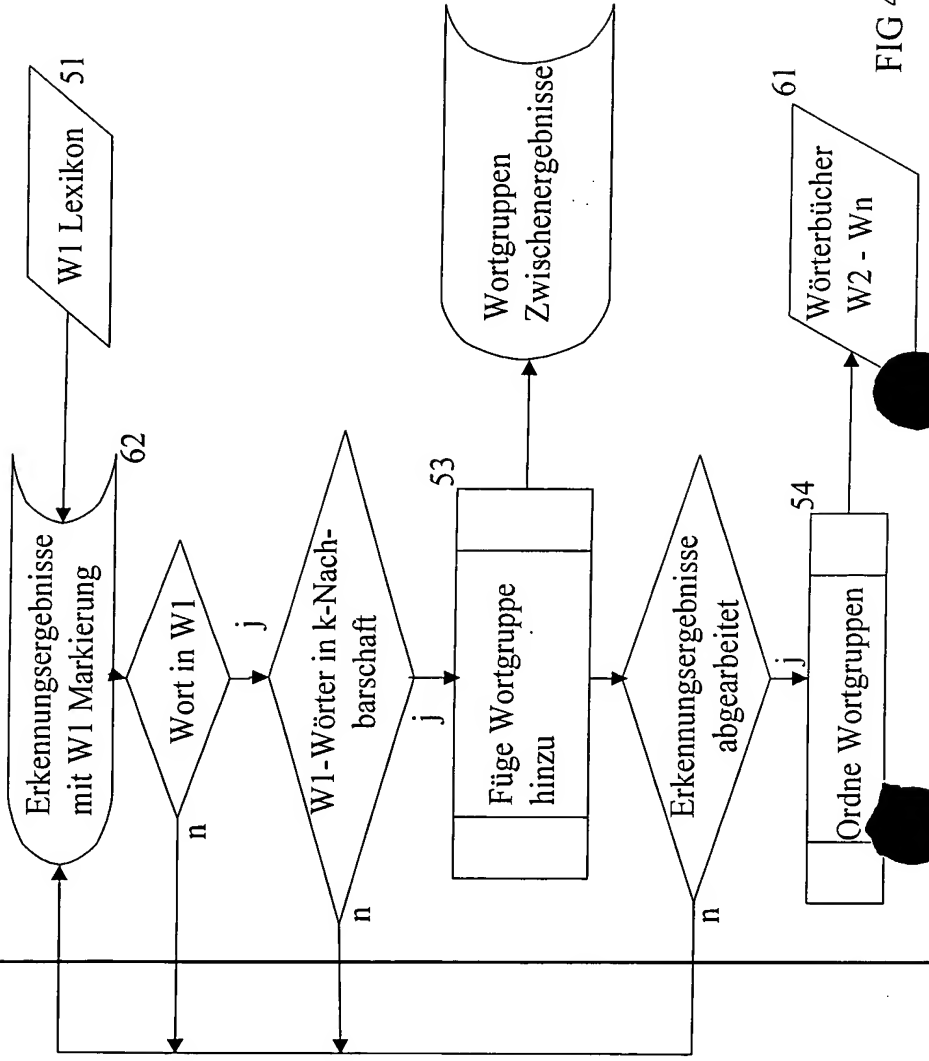 W1 Lexikon
51
Erkennungsergebnisse
mit W1 Markierung
62
Wort in W1
n
j
W1-Wörter in k-Nach-
barschaft
n
j
53
Füge Wortgruppe
hinzu
Wortgruppen
Zwischenergebnisse
Erkennungsergebnisse
abgearbeitet
n
j
54
Ordne Wortgruppen
61
Wörterbücher
W2 - Wn
FIG 4